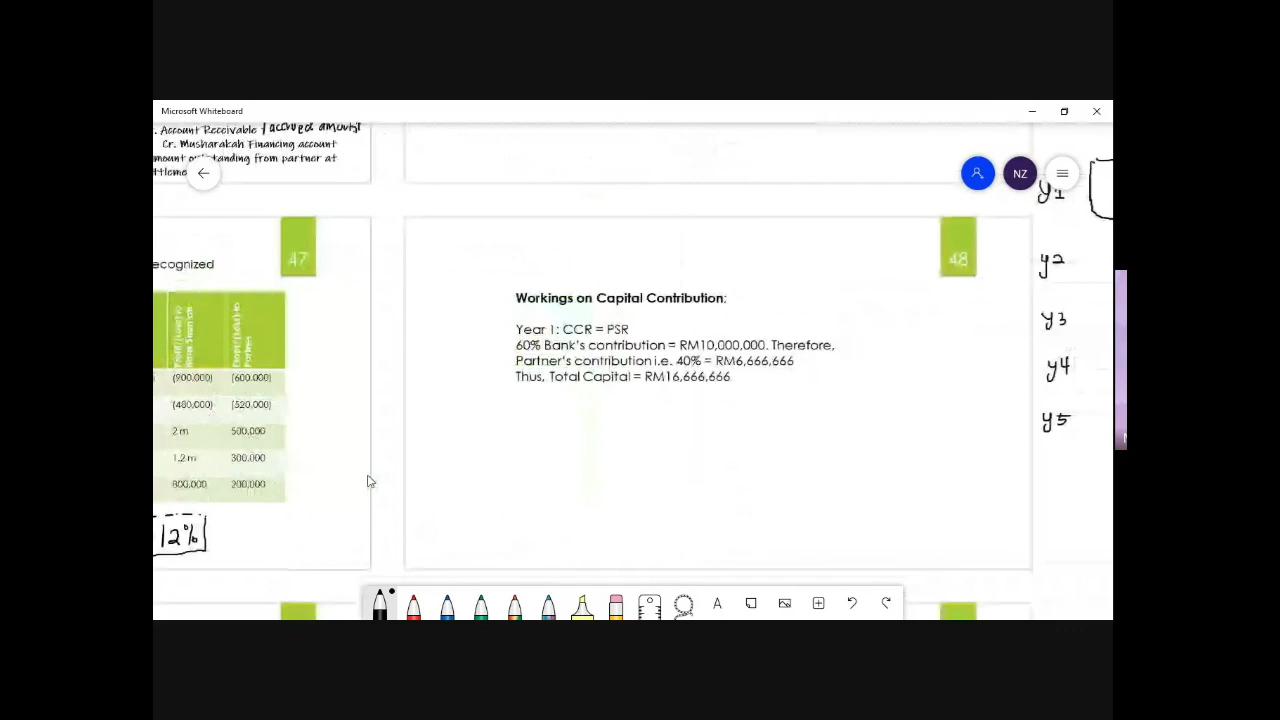 Microsoft Whiteboard
. Account Receivable / accrued amount
Cr. Musharakah Financing account
mount outstanding from partner at
ttleme
NZ
y1
47
48
ecognized
y2
Workings on Capital Contribution:
y3
Year 1: CCR = PSR
60% Bank's contribution = RM10,000,000. Therefore,
Partner's contribution i.e. 40% = RM6,666,666
Thus, Total Capital = RM16,666,666
y4
Partner
(900,000) (600,000)
(480,000) (520,000)
y5
2 m 500,000
1.2 m 300,000
800,000 200,000
12%
A